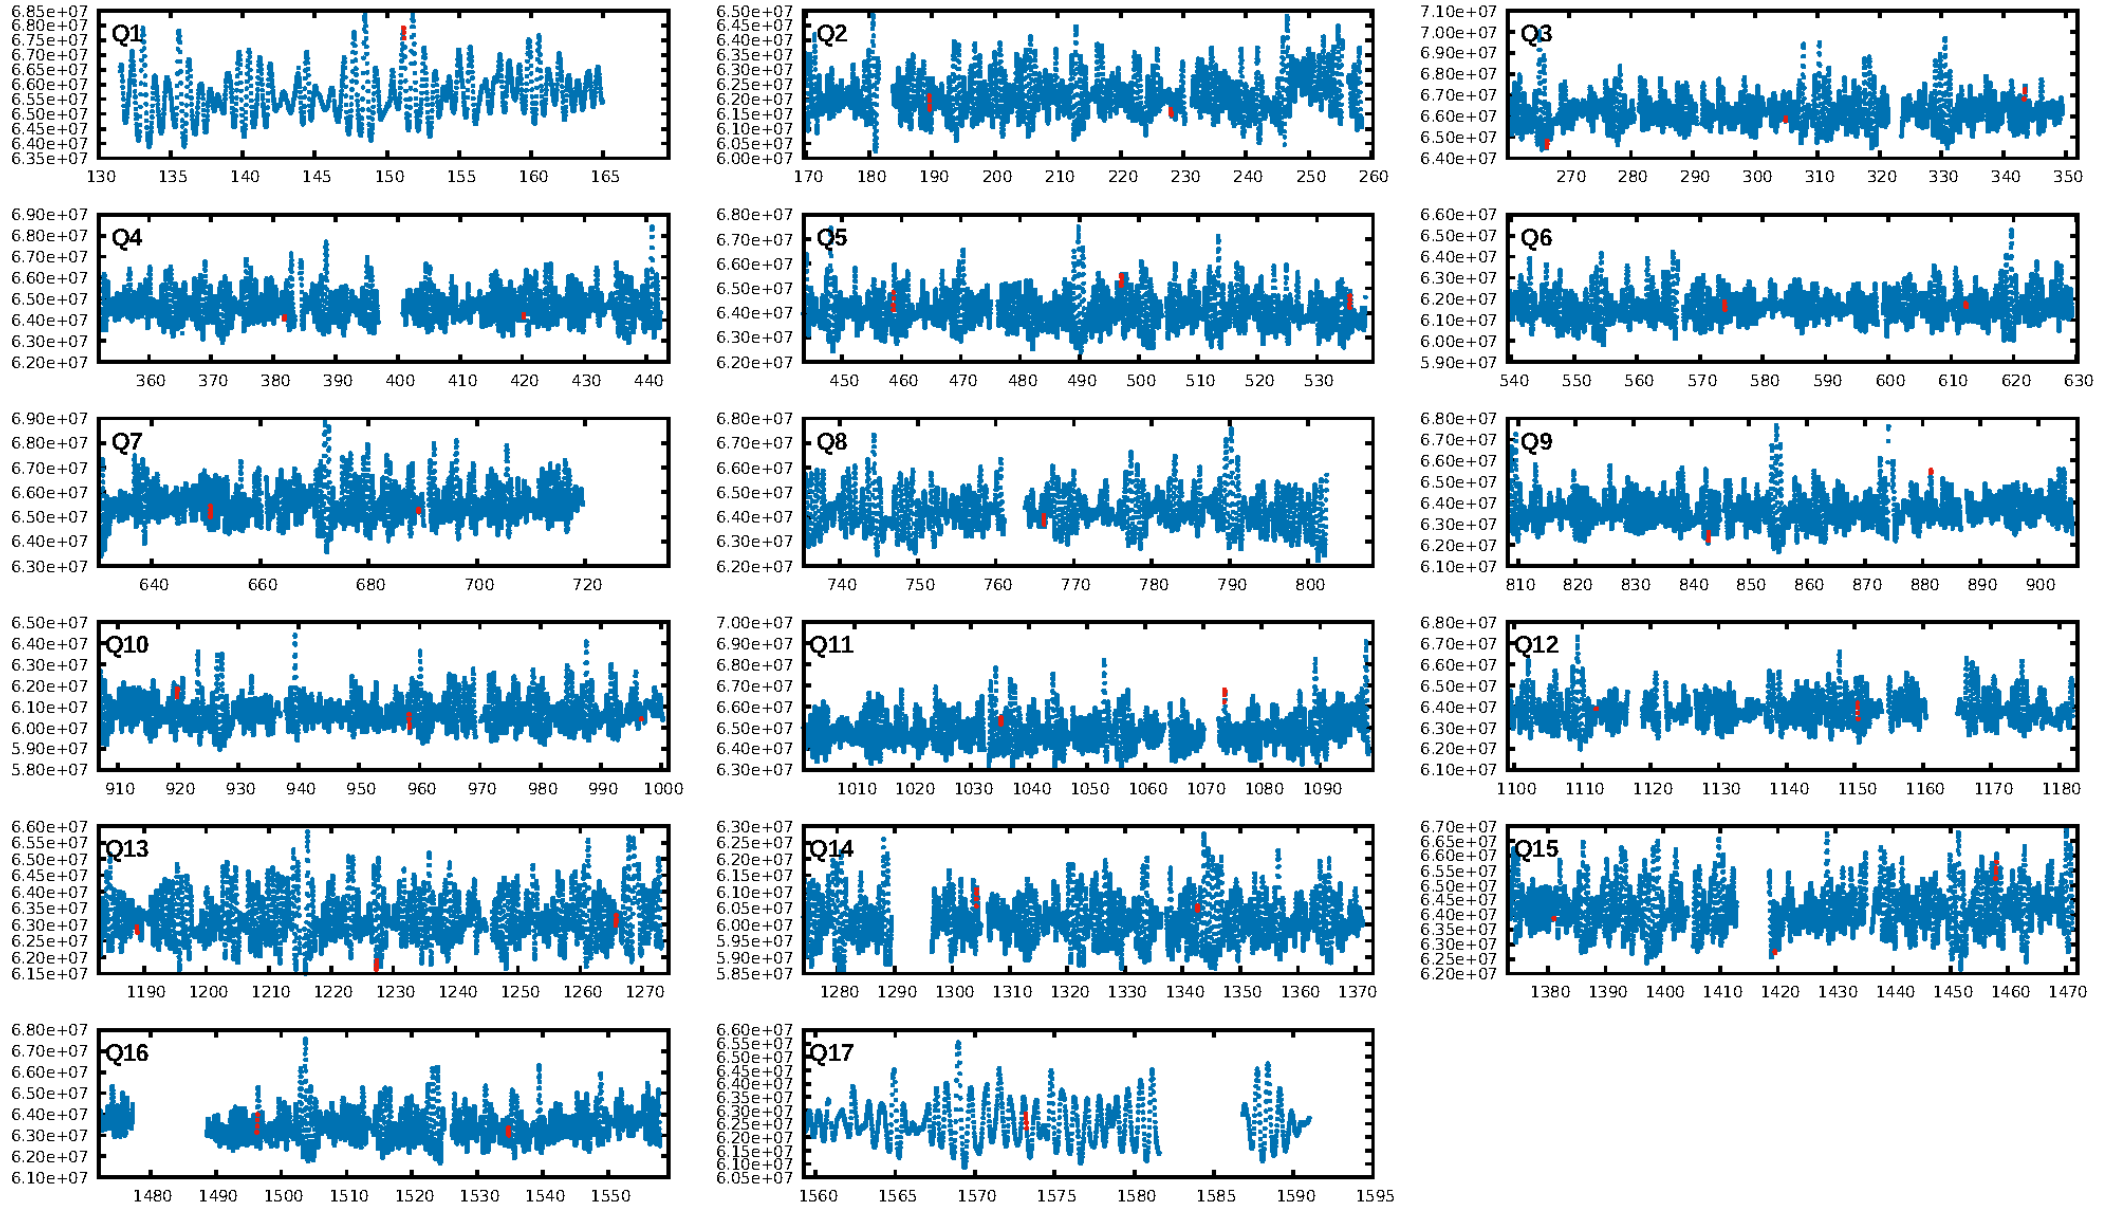 6.85e+07 6.80e+07 6.75e+07 6.70e+07 6.65e+07 6.60e+07 6.55e+07 6.50e+07 6.45e+07 6.40e+07 6.35e+07
Q1
130 135 140 145 150 155 160 165
6.50e+07 6.45e+07 6.40e+07 6.35e+07 6.30e+07 6.25e+07 6.20e+07 6.15e+07 6.10e+07 6.05e+07 6.00e+07
Q2
170 180 190 200 210 220 230 240 250 260
7.10e+07 7.00e+07 6.90e+07 6.80e+07 6.70e+07 6.60e+07 6.50e+07 6.40e+07
Q3
270 280 290 300 310 320 330 340 350
6.90e+07 6.80e+07 6.70e+07 6.60e+07 6.50e+07 6.40e+07 6.30e+07 6.20e+07
Q4
360 370 380 390 400 410 420 430 440
6.80e+07 6.70e+07 6.60e+07 6.50e+07 6.40e+07 6.30e+07 6.20e+07
Q5
450 460 470 480 490 500 510 520 530
6.60e+07 6.50e+07 6.40e+07 6.30e+07 6.20e+07 6.10e+07 6.00e+07 5.90e+07
Q6
540 550 560 570 580 590 600 610 620 630
6.90e+07 6.80e+07 6.70e+07 6.60e+07 6.50e+07 6.40e+07 6.30e+07
Q7
640 660 680 700 720
6.80e+07 6.70e+07 6.60e+07 6.50e+07 6.40e+07 6.30e+07 6.20e+07
Q8
740 750 760 770 780 790 800
6.80e+07 6.70e+07 6.60e+07 6.50e+07 6.40e+07 6.30e+07 6.20e+07 6.10e+07
Q9
810 820 830 840 850 860 870 880 890 900
6.50e+07 6.40e+07 6.30e+07 6.20e+07 6.10e+07 6.00e+07 5.90e+07 5.80e+07
Q10
910 920 930 940 950 960 970 980 990 1000
7.00e+07 6.90e+07 6.80e+07 6.70e+07 6.60e+07 6.50e+07 6.40e+07 6.30e+07
Q11
1010 1020 1030 1040 1050 1060 1070 1080 1090
6.80e+07 6.70e+07 6.60e+07 6.50e+07 6.40e+07 6.30e+07 6.20e+07 6.10e+07
Q12
1100 1110 1120 1130 1140 1150 1160 1170 1180
6.60e+07 6.55e+07 6.50e+07 6.45e+07 6.40e+07 6.35e+07 6.30e+07 6.25e+07 6.20e+07 6.15e+07
Q13
1190 1200 1210 1220 1230 1240 1250 1260 1270
6.30e+07 6.25e+07 6.20e+07 6.15e+07 6.10e+07 6.05e+07 6.00e+07 5.95e+07 5.90e+07 5.85e+07
Q14
1280 1290 1300 1310 1320 1330 1340 1350 1360 1370
6.70e+07 6.65e+07 6.60e+07 6.55e+07 6.50e+07 6.45e+07 6.40e+07 6.35e+07 6.30e+07 6.25e+07 6.20e+07
Q15
1380 1390 1400 1410 1420 1430 1440 1450 1460 1470
6.80e+07 6.70e+07 6.60e+07 6.50e+07 6.40e+07 6.30e+07 6.20e+07 6.10e+07
Q16
1480 1490 1500 1510 1520 1530 1540 1550
6.60e+07 6.55e+07 6.50e+07 6.45e+07 6.40e+07 6.35e+07 6.30e+07 6.25e+07 6.20e+07 6.15e+07 6.10e+07 6.05e+07
Q17
1560 1565 1570 1575 1580 1585 1590 1595